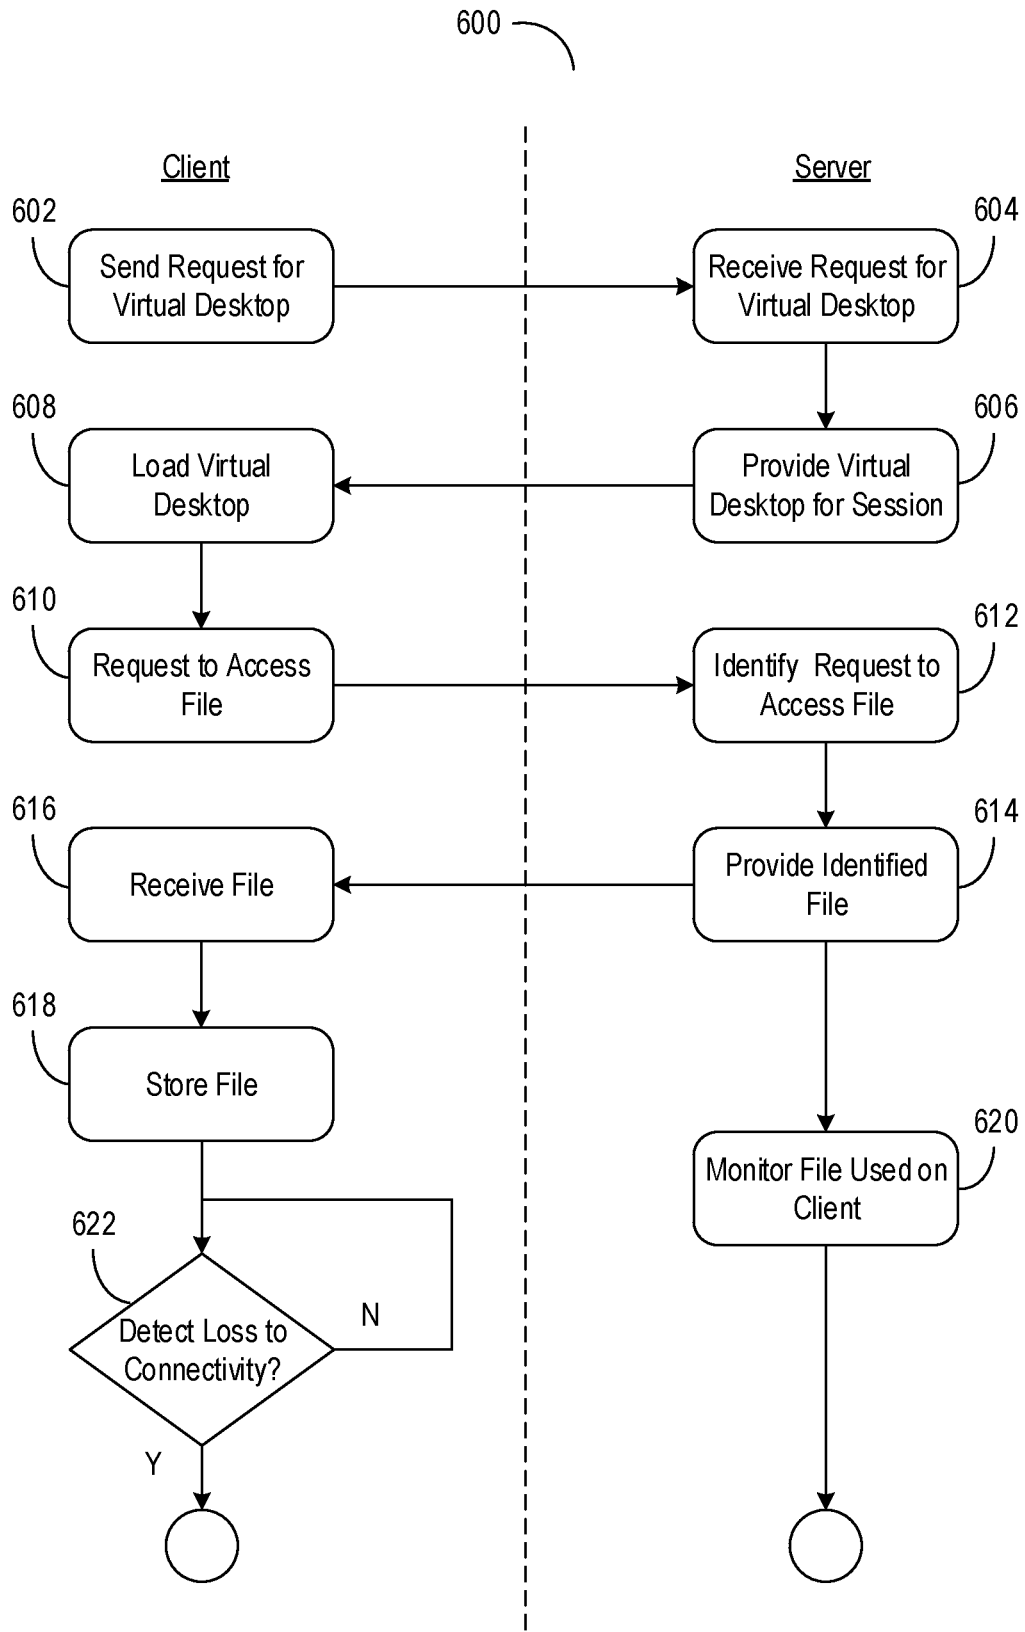 600
Client
Server
602
Send Request for
Virtual Desktop
604
Receive Request for
Virtual Desktop
608
Load Virtual
Desktop
606
Provide Virtual
Desktop for Session
610
Request to Access
File
612
Identify Request to
Access File
616
Receive File
614
Provide Identified
File
618
Store File
620
Monitor File Used on
Client
622
Detect Loss to
Connectivity?
N
Y